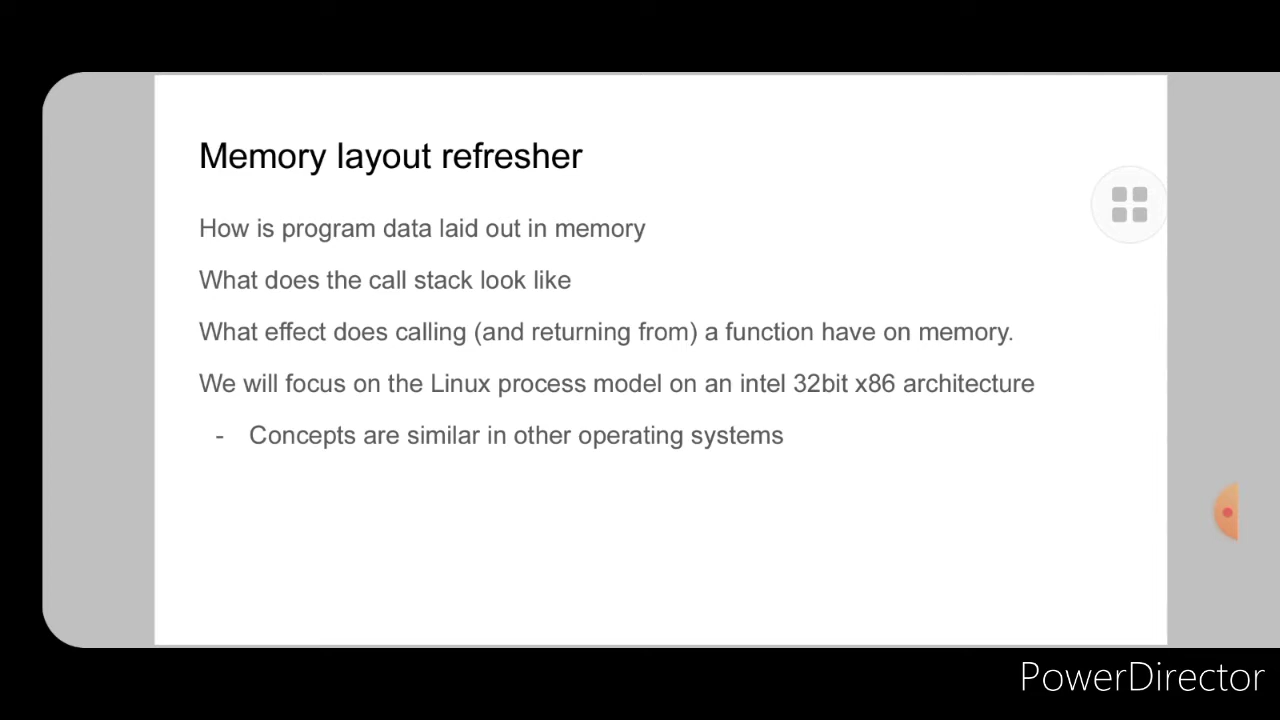 Memory layout refresher
How is program data laid out in memory
What does the call stack look like
What effect does calling (and returning from) a function have on memory.
We will focus on the Linux process model on an intel 32bit x86 architecture
- Concepts are similar in other operating systems
PowerDirector